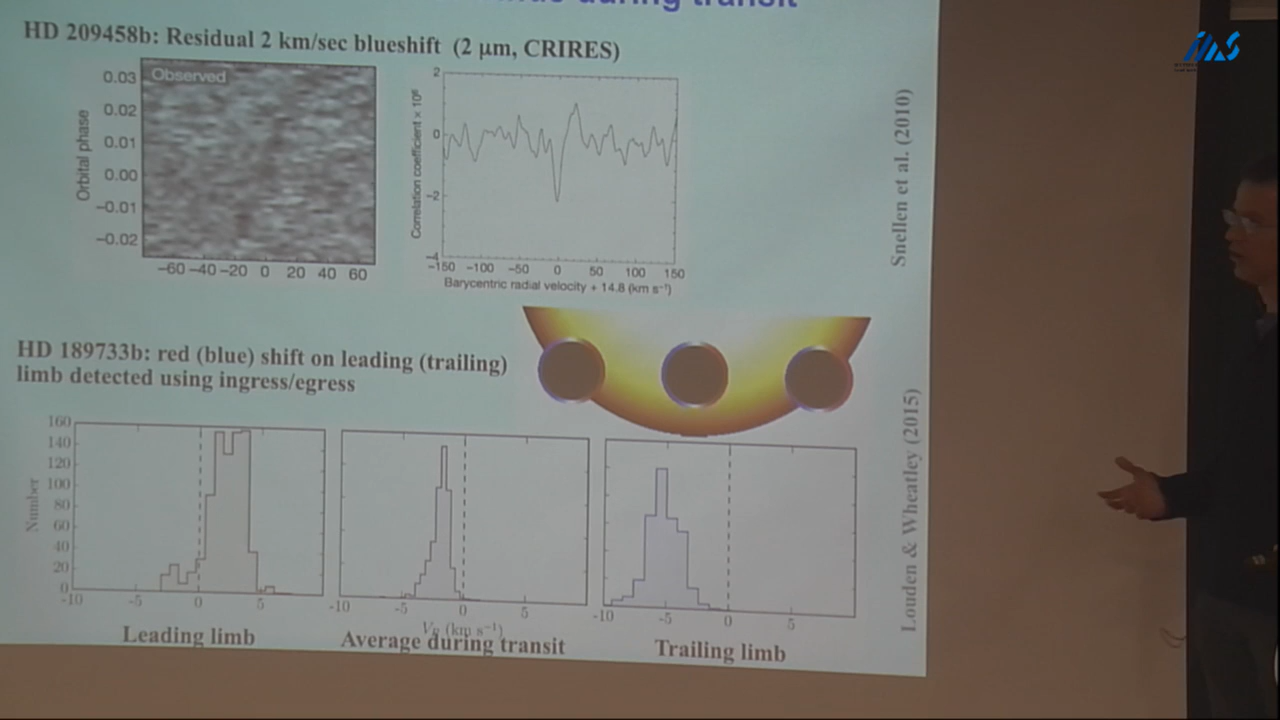 during transit
HD 209458b: Residual 2 km/sec blueshift (2 μm, CRIRES)
Observed
Orbital phase
0.03
0.02
0.01
0.00
−0.01
−0.02
−60 −40 −20 0 20 40 60
Correlation coefficient × 10⁶
2
0
−2
−4
−150 −100 −50 0 50 100 150
Barycentric radial velocity + 14.8 (km s⁻¹)
Snellen et al. (2010)
HD 189733b: red (blue) shift on leading (trailing)
limb detected using ingress/egress
Number
160
140
120
100
80
60
40
20
0
-10 -5 0 5
-10 -5 0 5
-10 -5 0 5
(km s⁻¹)
Leading limb
Average during transit
Trailing limb
Louden & Wheatley (2015)